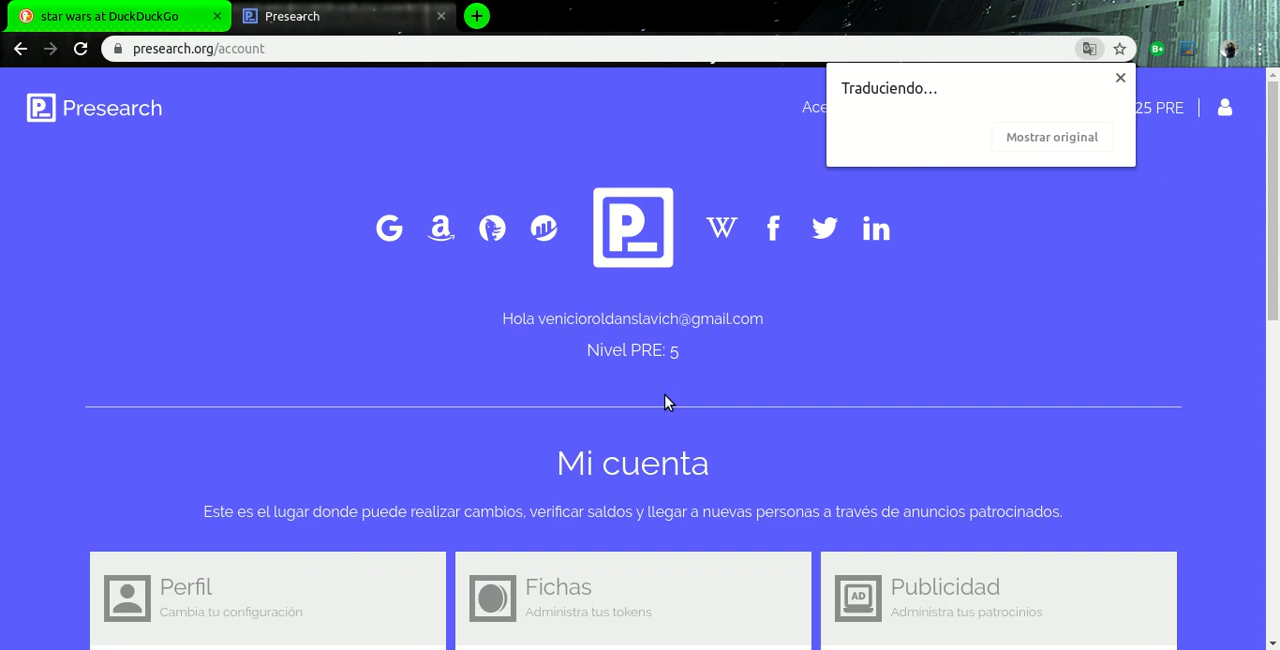 star wars at DuckDuckGo
Presearch
presearch.org/account
B+
Traduciendo…
Mostrar original
Presearch
25 PRE
Hola venicioroldanslavich@gmail.com
Nivel PRE: 5
Mi cuenta
Este es el lugar donde puede realizar cambios, verificar saldos y llegar a nuevas personas a través de anuncios patrocinados.
Perfil
Cambia tu configuración
Fichas
Administra tus tokens
AD
Publicidad
Administra tus patrocinios